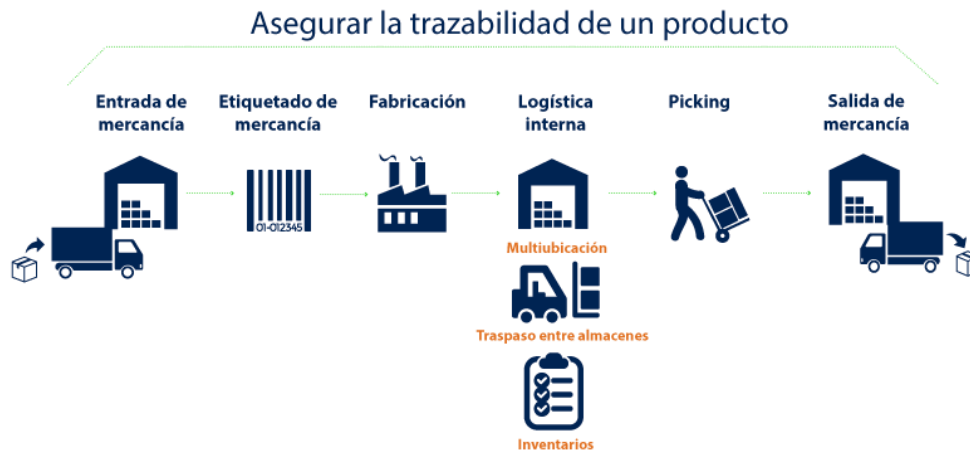 Asegurar la trazabilidad de un producto
Entrada de
mercancía
Etiquetado de
mercancía
Fabricación
Logística
interna
Picking
Salida de
mercancía
01-012345
Multiubicación
Traspaso entre almacenes
Inventarios